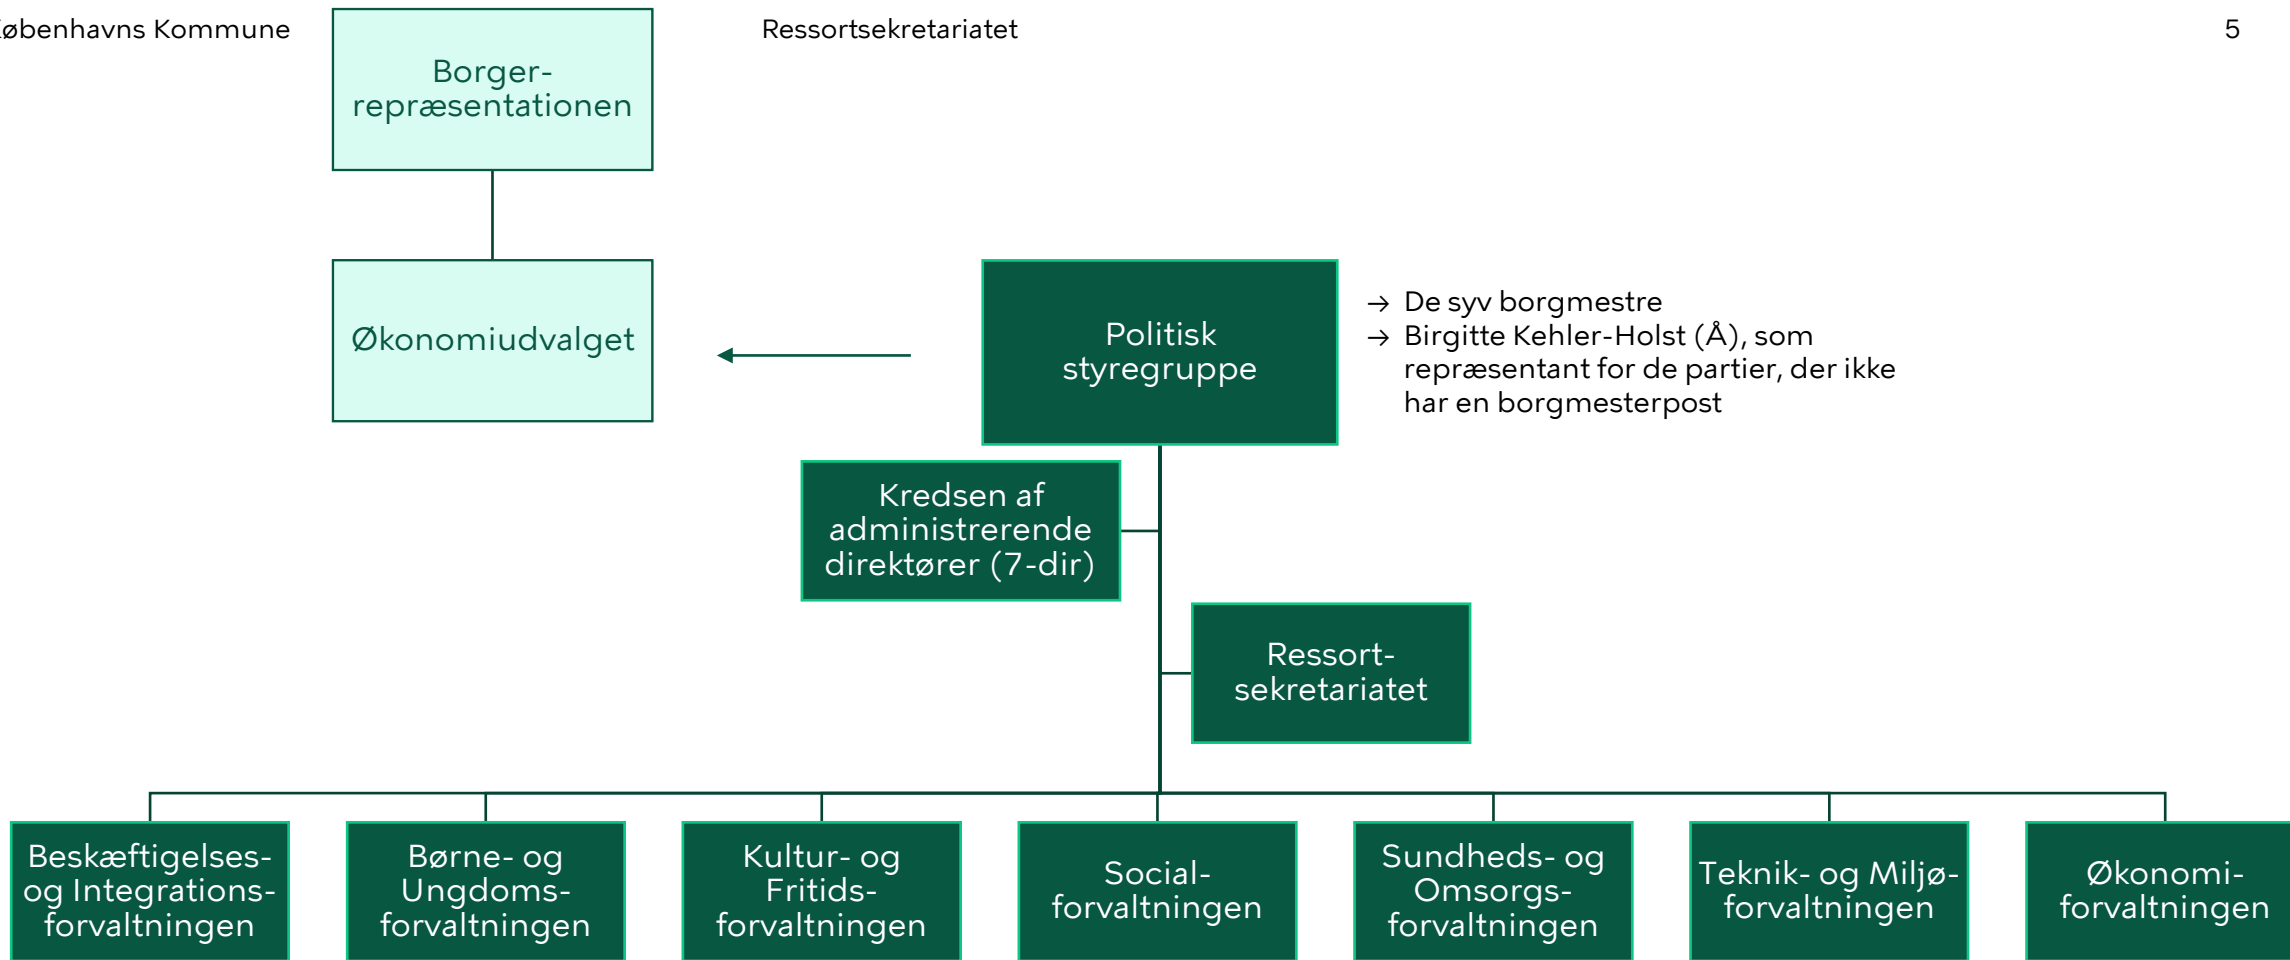 øbenhavns Kommune
Ressortsekretariatet
5
Borger-
repræsentationen
Økonomiudvalget
Politisk
styregruppe
→ De syv borgmestre
→ Birgitte Kehler-Holst (Å), som
repræsentant for de partier, der ikke
har en borgmesterpost
Kredsen af
administrerende
direktører (7-dir)
Ressort-
sekretariatet
Beskæftigelses-
og Integrations-
forvaltningen
Børne- og
Ungdoms-
forvaltningen
Kultur- og
Fritids-
forvaltningen
Social-
forvaltningen
Sundheds- og
Omsorgs-
forvaltningen
Teknik- og Miljø-
forvaltningen
Økonomi-
forvaltningen